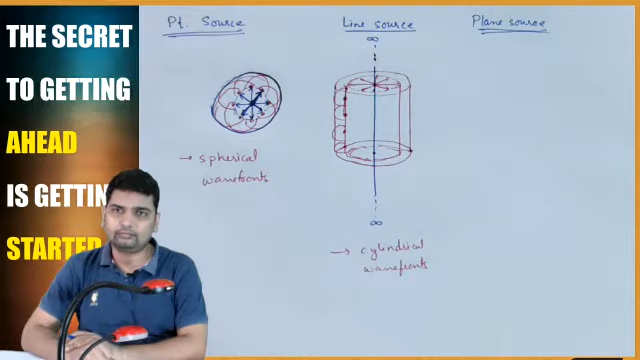 THE SECRET
TO GETTING
AHEAD
IS GETTIN
STARTED
Pt. Source
Line source
Plane source
∞
→ spherical
wavefronts
∞
→ cylindrical
wavefronts